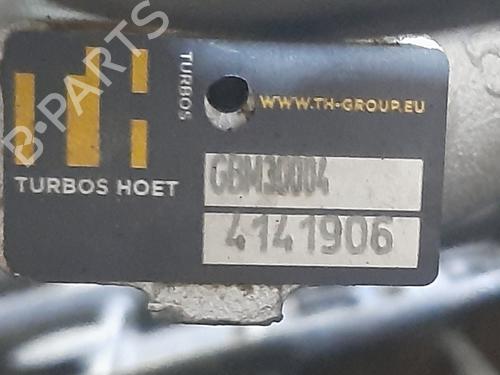 B-PARTS
TURBOS
WWW.TH-GROUP.EU
TURBOS HOET
GBM30004
4141906